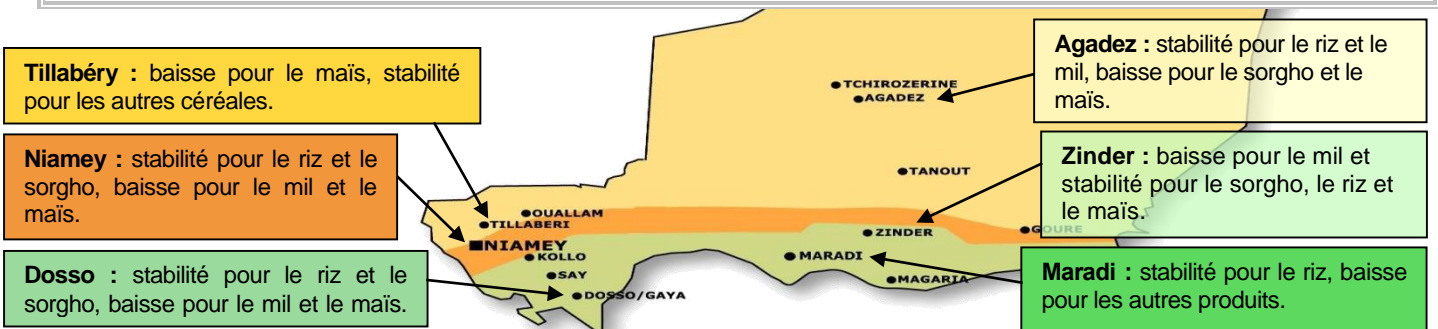 Tillabéry : baisse pour le maïs, stabilité
pour les autres céréales.
Niamey : stabilité pour le riz et le
sorgho, baisse pour le mil et le
maïs.
Dosso : stabilité pour le riz et le
sorgho, baisse pour le mil et le maïs.
Agadez : stabilité pour le riz et le
mil, baisse pour le sorgho et le
maïs.
Zinder : baisse pour le mil et
stabilité pour le sorgho, le riz et
le maïs.
Maradi : stabilité pour le riz, baisse
pour les autres produits.
TCHIROZERINE
AGADEZ
TANOUT
OUALLAM
TILLABERI
NIAMEY
KOLLO
SAY
DOSSO/GAYA
ZINDER
GOURE
MARADI
MAGARIA